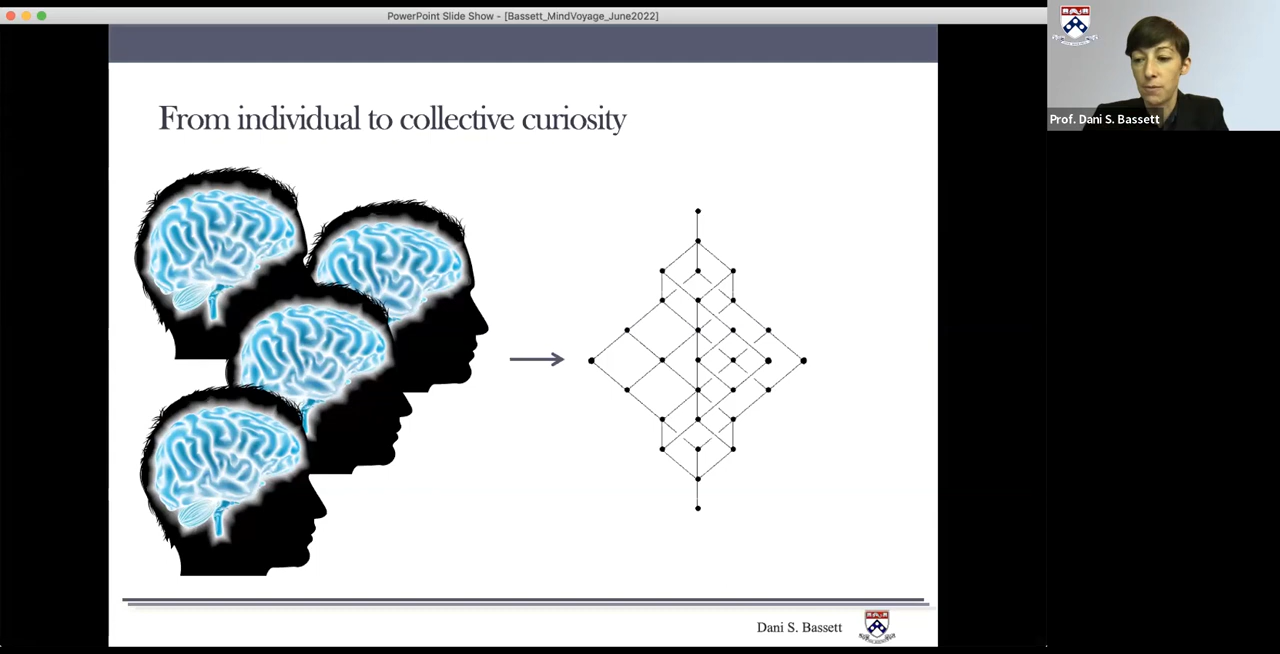 PowerPoint Slide Show - [Bassett_MindVoyage_June2022]
Prof. Dani S. Bassett
From individual to collective curiosity
Dani S. Bassett